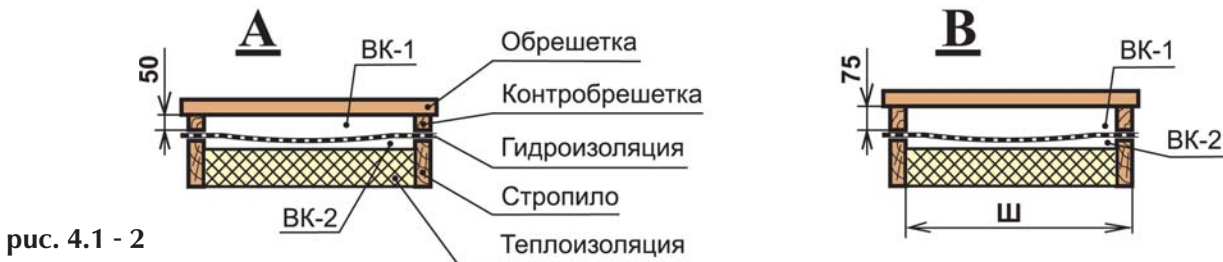 А
ВК-1
Обрешетка
50
Контробрешетка
Гидроизоляция
Стропило
ВК-2
Теплоизоляция
В
ВК-1
75
ВК-2
Ш
рис. 4.1 - 2